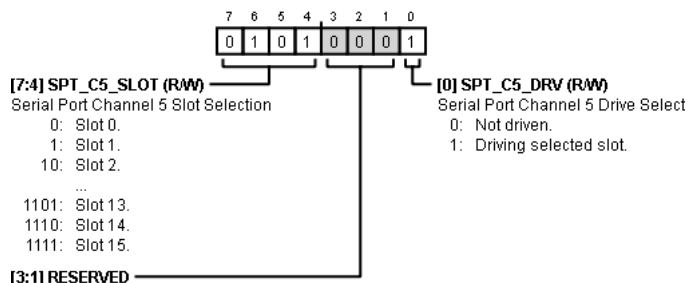 7 6 5 4 3 2 1 0
0 1 0 1 0 0 0 1
[7:4] SPT_C5_SLOT (R/W)
Serial Port Channel 5 Slot Selection
0: Slot 0.
1: Slot 1.
10: Slot 2.
...
1101: Slot 13.
1110: Slot 14.
1111: Slot 15.
[3:1] RESERVED
[0] SPT_C5_DRV (R/W)
Serial Port Channel 5 Drive Select
0: Not driven.
1: Driving selected slot.